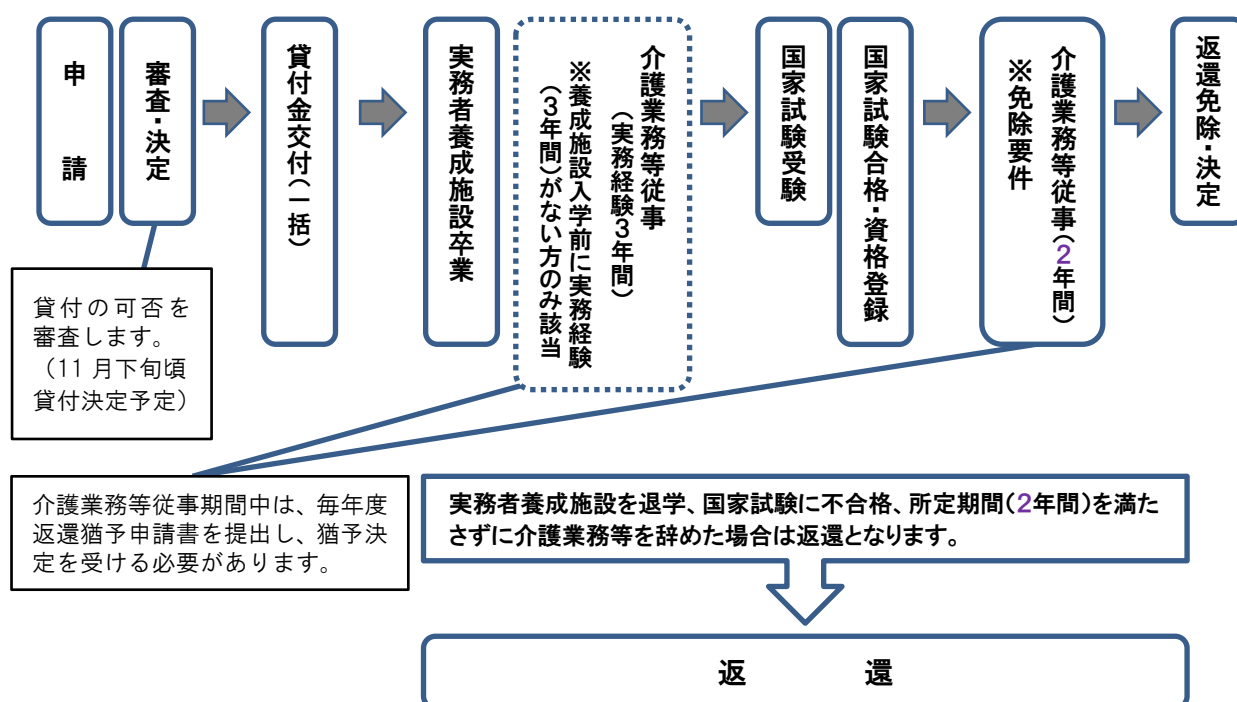 申請
審査・決定
貸付金交付(一括)
実務者養成施設卒業
介護業務等従事
(実務経験3年間)
※養成施設入学前に実務経験
(3年間)がない方のみ該当
国家試験受験
国家試験合格・資格登録
介護業務等従事(2年間)
※免除要件
返還免除・決定
貸付の可否を
審査します。
(11月下旬頃
貸付決定予定)
介護業務等従事期間中は、毎年度
返還猶予申請書を提出し、猶予決
定を受ける必要があります。
実務者養成施設を退学、国家試験に不合格、所定期間(2年間)を満た
さずに介護業務等を辞めた場合は返還となります。
返還